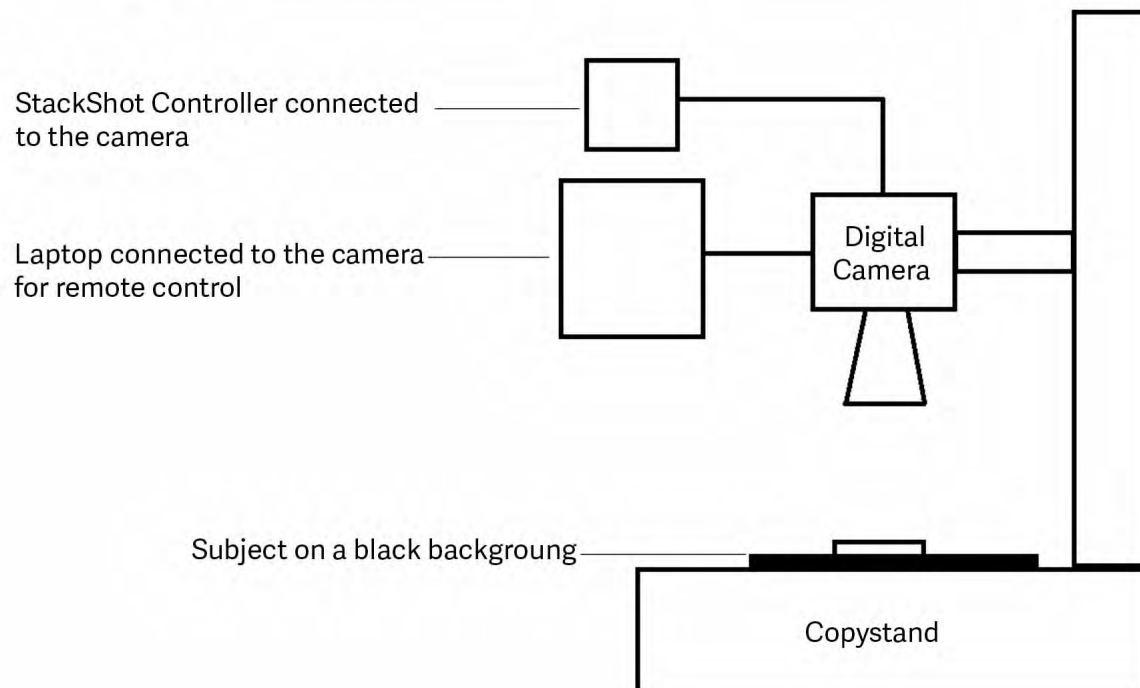 StackShot Controller connected
to the camera
Laptop connected to the camera
for remote control
Digital
Camera
Subject on a black backgroung
Copystand